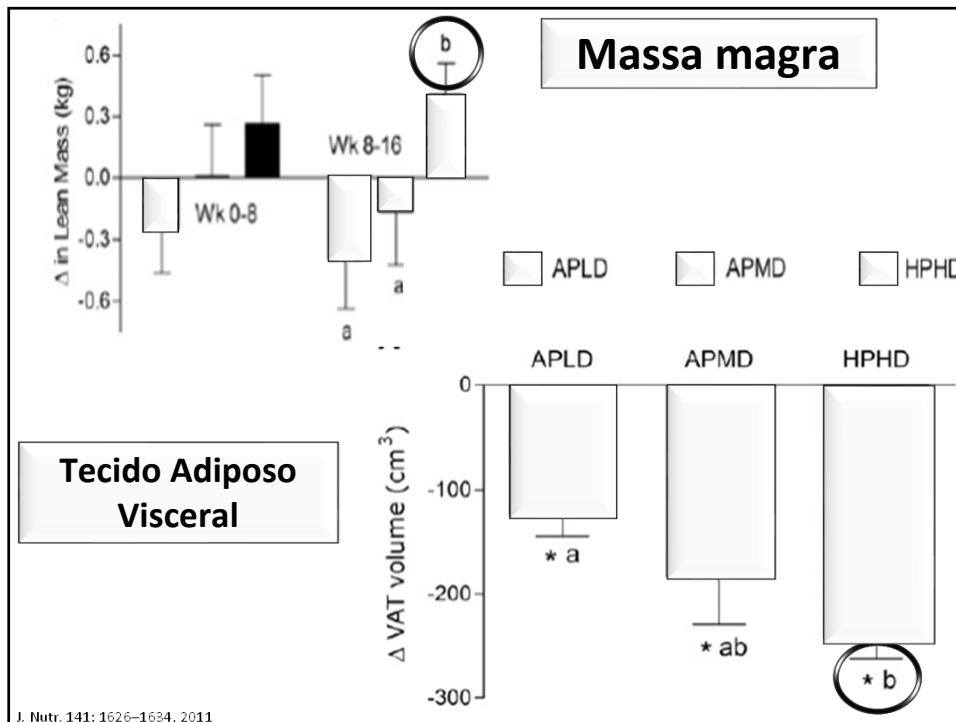 Massa magra
Δ in Lean Mass (kg)
0.6
0.3
0.0
-0.3
-0.6
b
Wk 8-16
Wk 0-8
a
a
APLD
APMD
HPHD
Tecido Adiposo
Visceral
APLD
APMD
HPHD
Δ VAT volume (cm³)
0
-100
-200
-300
* a
* ab
* b
J. Nutr. 141: 1626–1634, 2011